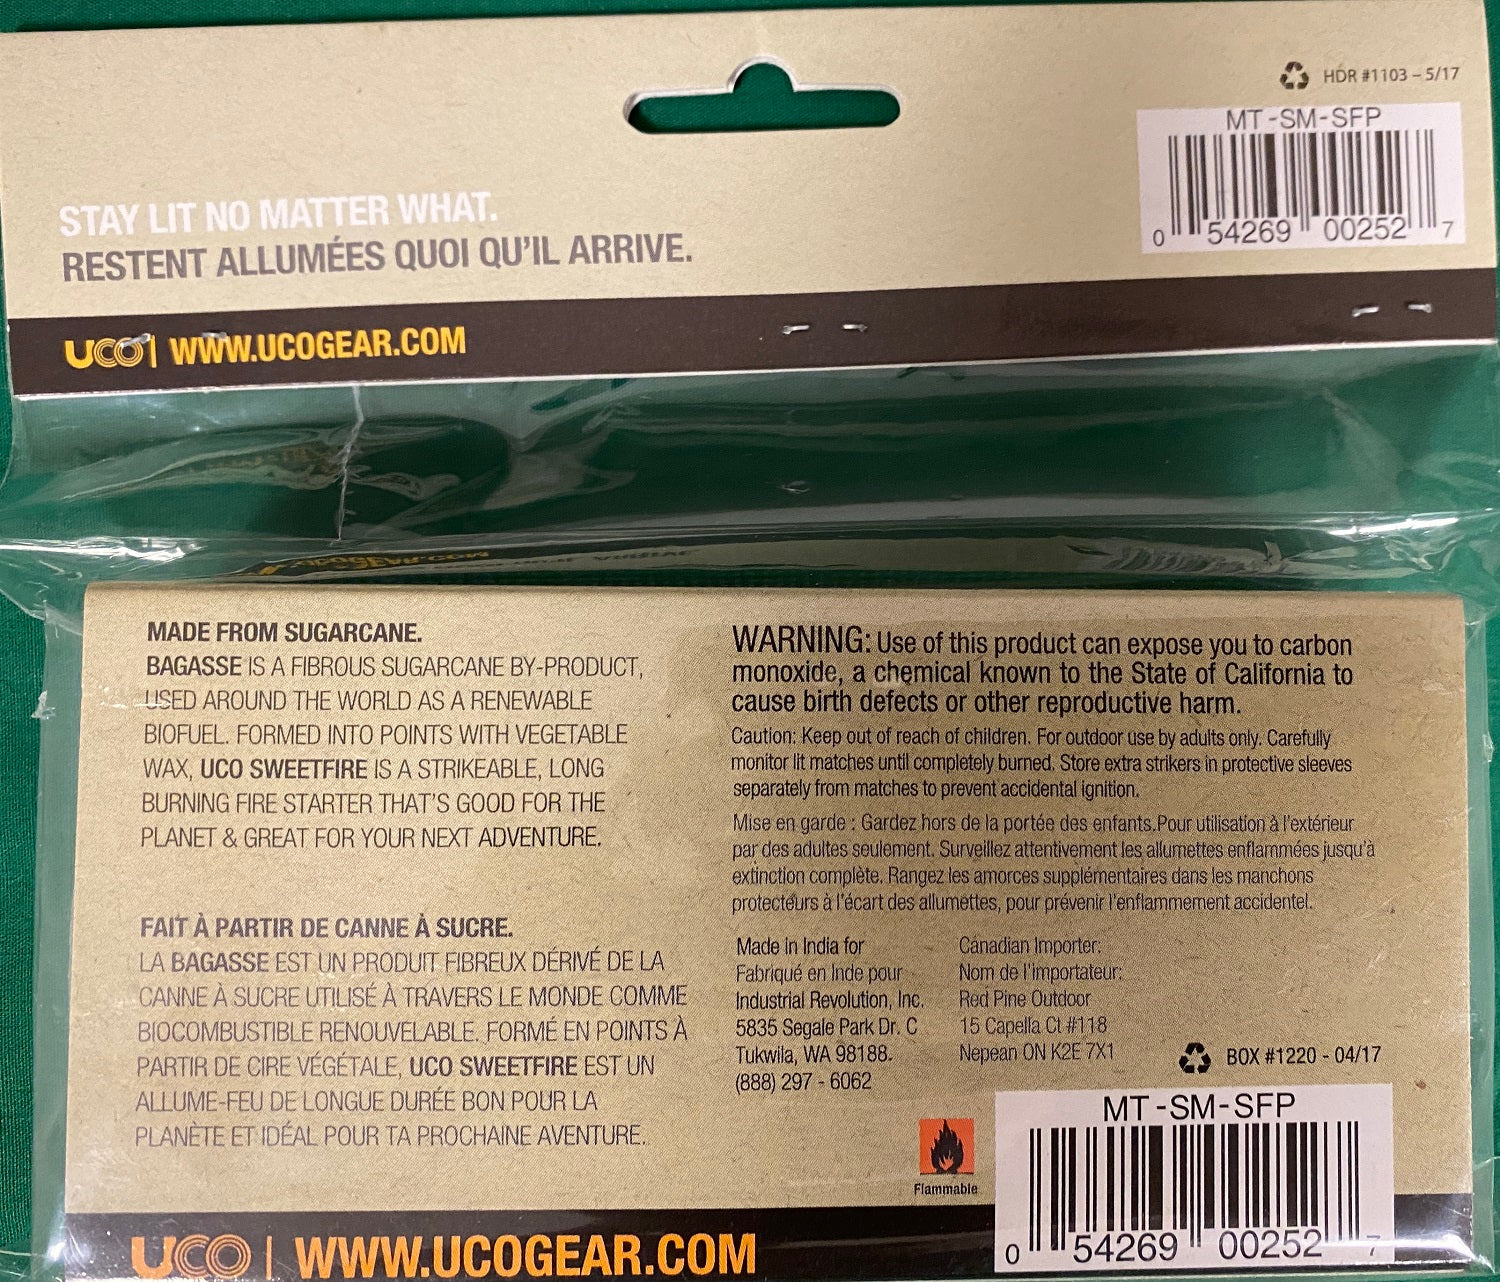 HDR #1103 – 5/17
MT-SM-SFP
0 54269 00252 7
STAY LIT NO MATTER WHAT.
RESTENT ALLUMÉES QUOI QU'IL ARRIVE.
UCO | WWW.UCOGEAR.COM
MADE FROM SUGARCANE.
BAGASSE IS A FIBROUS SUGARCANE BY-PRODUCT,
USED AROUND THE WORLD AS A RENEWABLE
BIOFUEL. FORMED INTO POINTS WITH VEGETABLE
WAX, UCO SWEETFIRE IS A STRIKEABLE, LONG
BURNING FIRE STARTER THAT'S GOOD FOR THE
PLANET & GREAT FOR YOUR NEXT ADVENTURE.
FAIT À PARTIR DE CANNE À SUCRE.
LA BAGASSE EST UN PRODUIT FIBREUX DÉRIVÉ DE LA
CANNE À SUCRE UTILISÉ À TRAVERS LE MONDE COMME
BIOCOMBUSTIBLE RENOUVELABLE. FORMÉ EN POINTS À
PARTIR DE CIRE VÉGÉTALE, UCO SWEETFIRE EST UN
ALLUME-FEU DE LONGUE DURÉE BON POUR LA
PLANÈTE ET IDÉAL POUR TA PROCHAINE AVENTURE.
WARNING: Use of this product can expose you to carbon
monoxide, a chemical known to the State of California to
cause birth defects or other reproductive harm.
Caution: Keep out of reach of children. For outdoor use by adults only. Carefully
monitor lit matches until completely burned. Store extra strikers in protective sleeves
separately from matches to prevent accidental ignition.
Mise en garde : Gardez hors de la portée des enfants.Pour utilisation à l'extérieur
par des adultes seulement. Surveillez attentivement les allumettes enflammées jusqu'à
extinction complète. Rangez les amorces supplémentaires dans les manchons
protecteurs à l'écart des allumettes, pour prévenir l'enflammement accidentel.
Made in India for
Fabriqué en Inde pour
Industrial Revolution, Inc.
5835 Segale Park Dr. C
Tukwila, WA 98188.
(888) 297 - 6062
Canadian Importer:
Nom de l'importateur:
Red Pine Outdoor
15 Capella Ct #118
Nepean ON K2E 7X1
BOX #1220 - 04/17
Flammable
MT-SM-SFP
0 54269 00252 7
UCO | WWW.UCOGEAR.COM